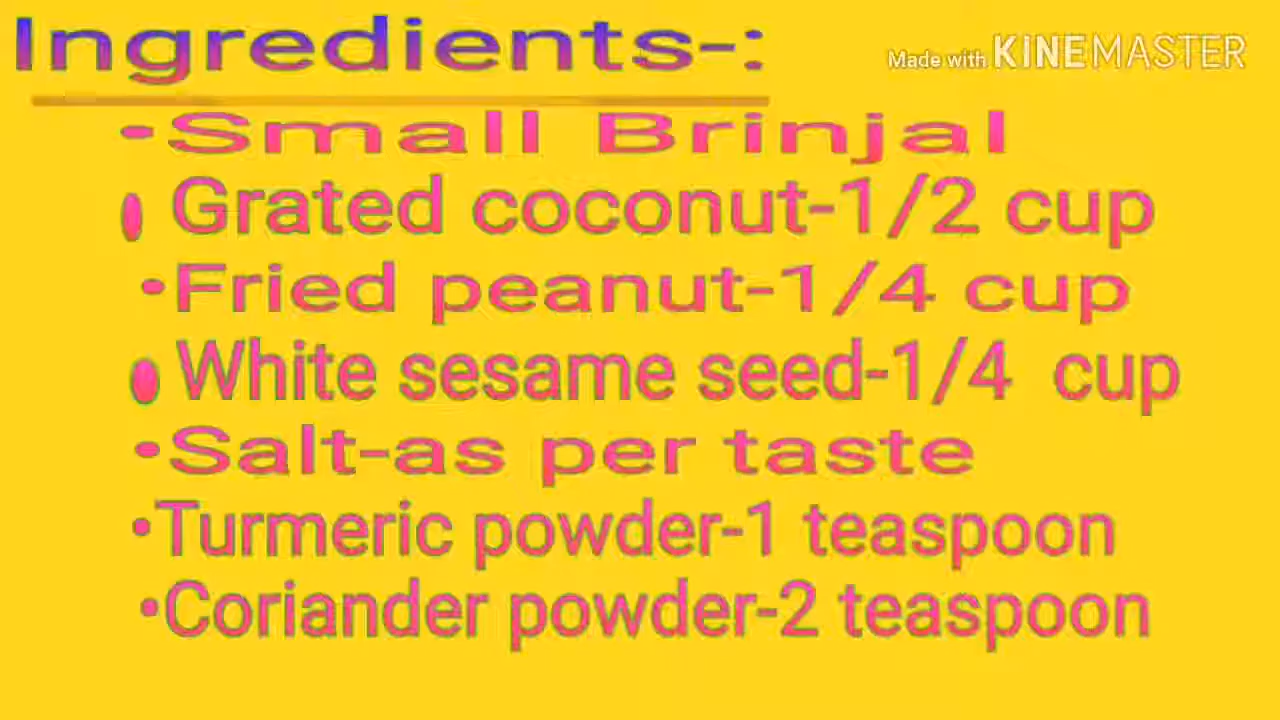 Ingredients-:
Made with KINEMASTER
•Small Brinjal
• Grated coconut-1/2 cup
•Fried peanut-1/4 cup
• White sesame seed-1/4 cup
•Salt-as per taste
•Turmeric powder-1 teaspoon
•Coriander powder-2 teaspoon